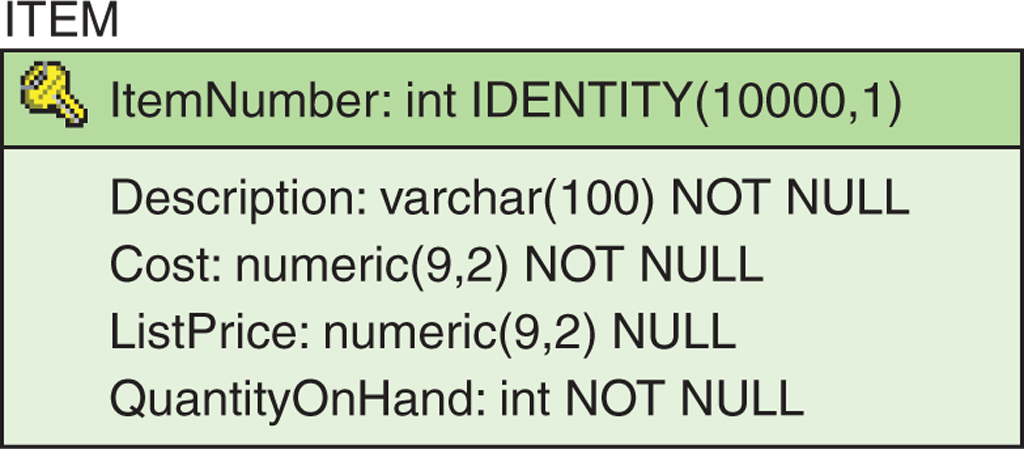 ITEM
ItemNumber: int IDENTITY(10000,1)
Description: varchar(100) NOT NULL
Cost: numeric(9,2) NOT NULL
ListPrice: numeric(9,2) NULL
QuantityOnHand: int NOT NULL